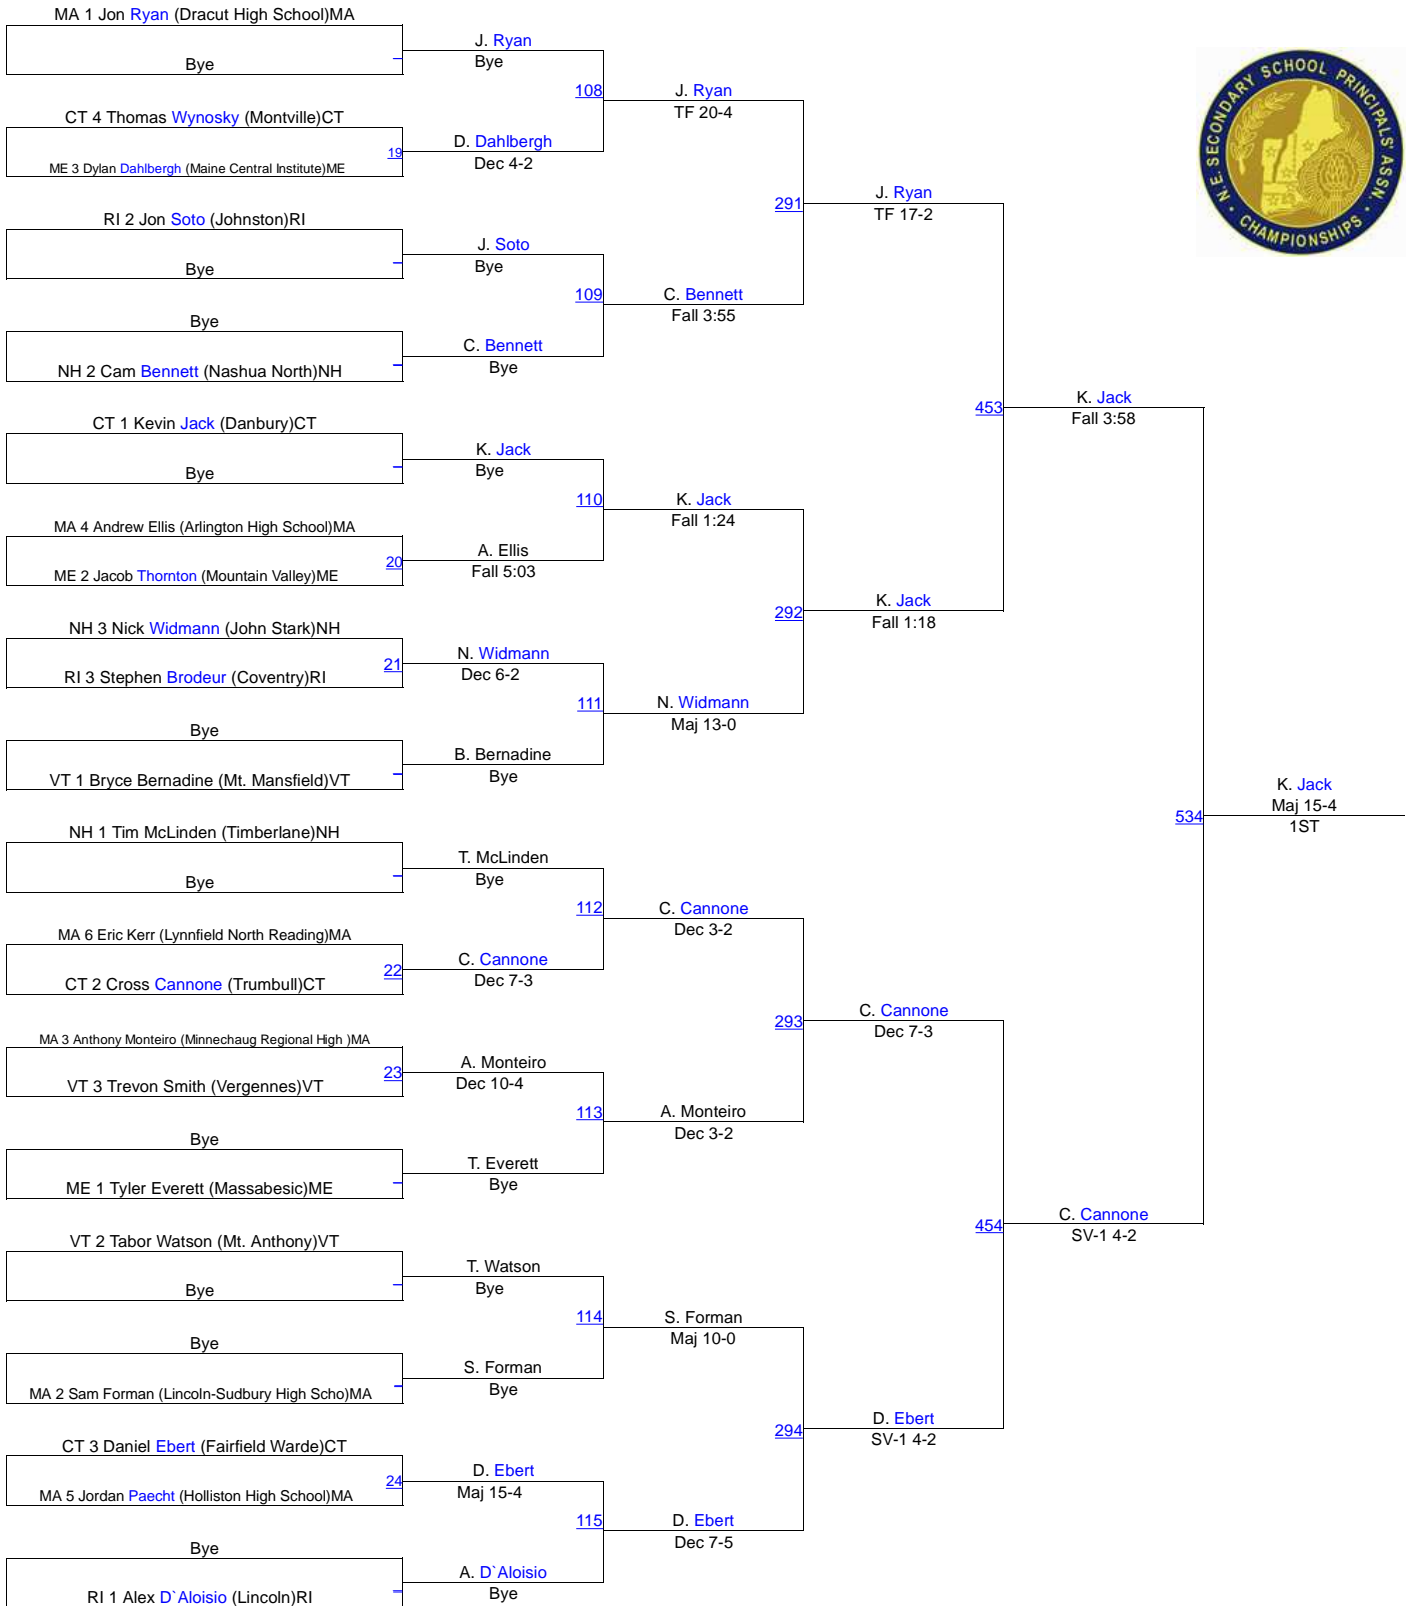 MA 1 Jon Ryan (Dracut High School)MA
Bye
J. Ryan
Bye
108
CT 4 Thomas Wynosky (Montville)CT
ME 3 Dylan Dahlbergh (Maine Central Institute)ME
19
D. Dahlbergh
Dec 4-2
J. Ryan
TF 20-4
291
RI 2 Jon Soto (Johnston)RI
Bye
J. Soto
Bye
109
Bye
NH 2 Cam Bennett (Nashua North)NH
C. Bennett
Bye
C. Bennett
Fall 3:55
J. Ryan
TF 17-2
453
CT 1 Kevin Jack (Danbury)CT
Bye
K. Jack
Bye
110
MA 4 Andrew Ellis (Arlington High School)MA
ME 2 Jacob Thornton (Mountain Valley)ME
20
A. Ellis
Fall 5:03
K. Jack
Fall 1:24
292
NH 3 Nick Widmann (John Stark)NH
RI 3 Stephen Brodeur (Coventry)RI
21
N. Widmann
Dec 6-2
111
Bye
VT 1 Bryce Bernadine (Mt. Mansfield)VT
B. Bernadine
Bye
N. Widmann
Maj 13-0
K. Jack
Fall 1:18
K. Jack
Fall 3:58
534
NH 1 Tim McLinden (Timberlane)NH
Bye
T. McLinden
Bye
112
MA 6 Eric Kerr (Lynnfield North Reading)MA
CT 2 Cross Cannone (Trumbull)CT
22
C. Cannone
Dec 7-3
C. Cannone
Dec 3-2
293
MA 3 Anthony Monteiro (Minnechaug Regional High )MA
VT 3 Trevon Smith (Vergennes)VT
23
A. Monteiro
Dec 10-4
113
Bye
ME 1 Tyler Everett (Massabesic)ME
T. Everett
Bye
A. Monteiro
Dec 3-2
C. Cannone
Dec 7-3
454
VT 2 Tabor Watson (Mt. Anthony)VT
Bye
T. Watson
Bye
114
Bye
MA 2 Sam Forman (Lincoln-Sudbury High Scho)MA
S. Forman
Bye
S. Forman
Maj 10-0
294
CT 3 Daniel Ebert (Fairfield Warde)CT
MA 5 Jordan Paecht (Holliston High School)MA
24
D. Ebert
Maj 15-4
115
Bye
RI 1 Alex D`Aloisio (Lincoln)RI
A. D`Aloisio
Bye
D. Ebert
Dec 7-5
D. Ebert
SV-1 4-2
C. Cannone
SV-1 4-2
K. Jack
Maj 15-4
1ST
N.E. SECONDARY SCHOOL PRINCIPALS' ASSN.
CHAMPIONSHIPS